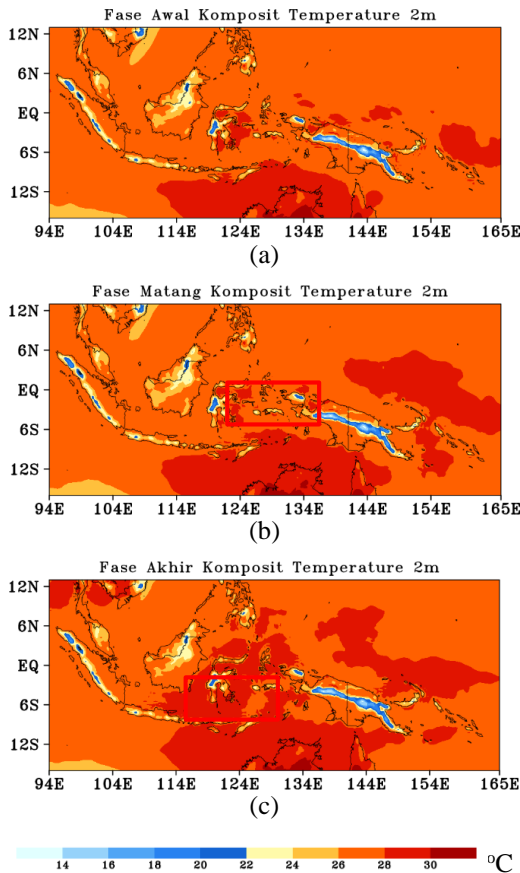 Fase Awal Komposit Temperature 2m
12N
6N
EQ
6S
12S
94E 104E 114E 124E 134E 144E 154E 165E
(a)
Fase Matang Komposit Temperature 2m
12N
6N
EQ
6S
12S
94E 104E 114E 124E 134E 144E 154E 165E
(b)
Fase Akhir Komposit Temperature 2m
12N
6N
EQ
6S
12S
94E 104E 114E 124E 134E 144E 154E 165E
(c)
14 16 18 20 22 24 26 28 30 °C